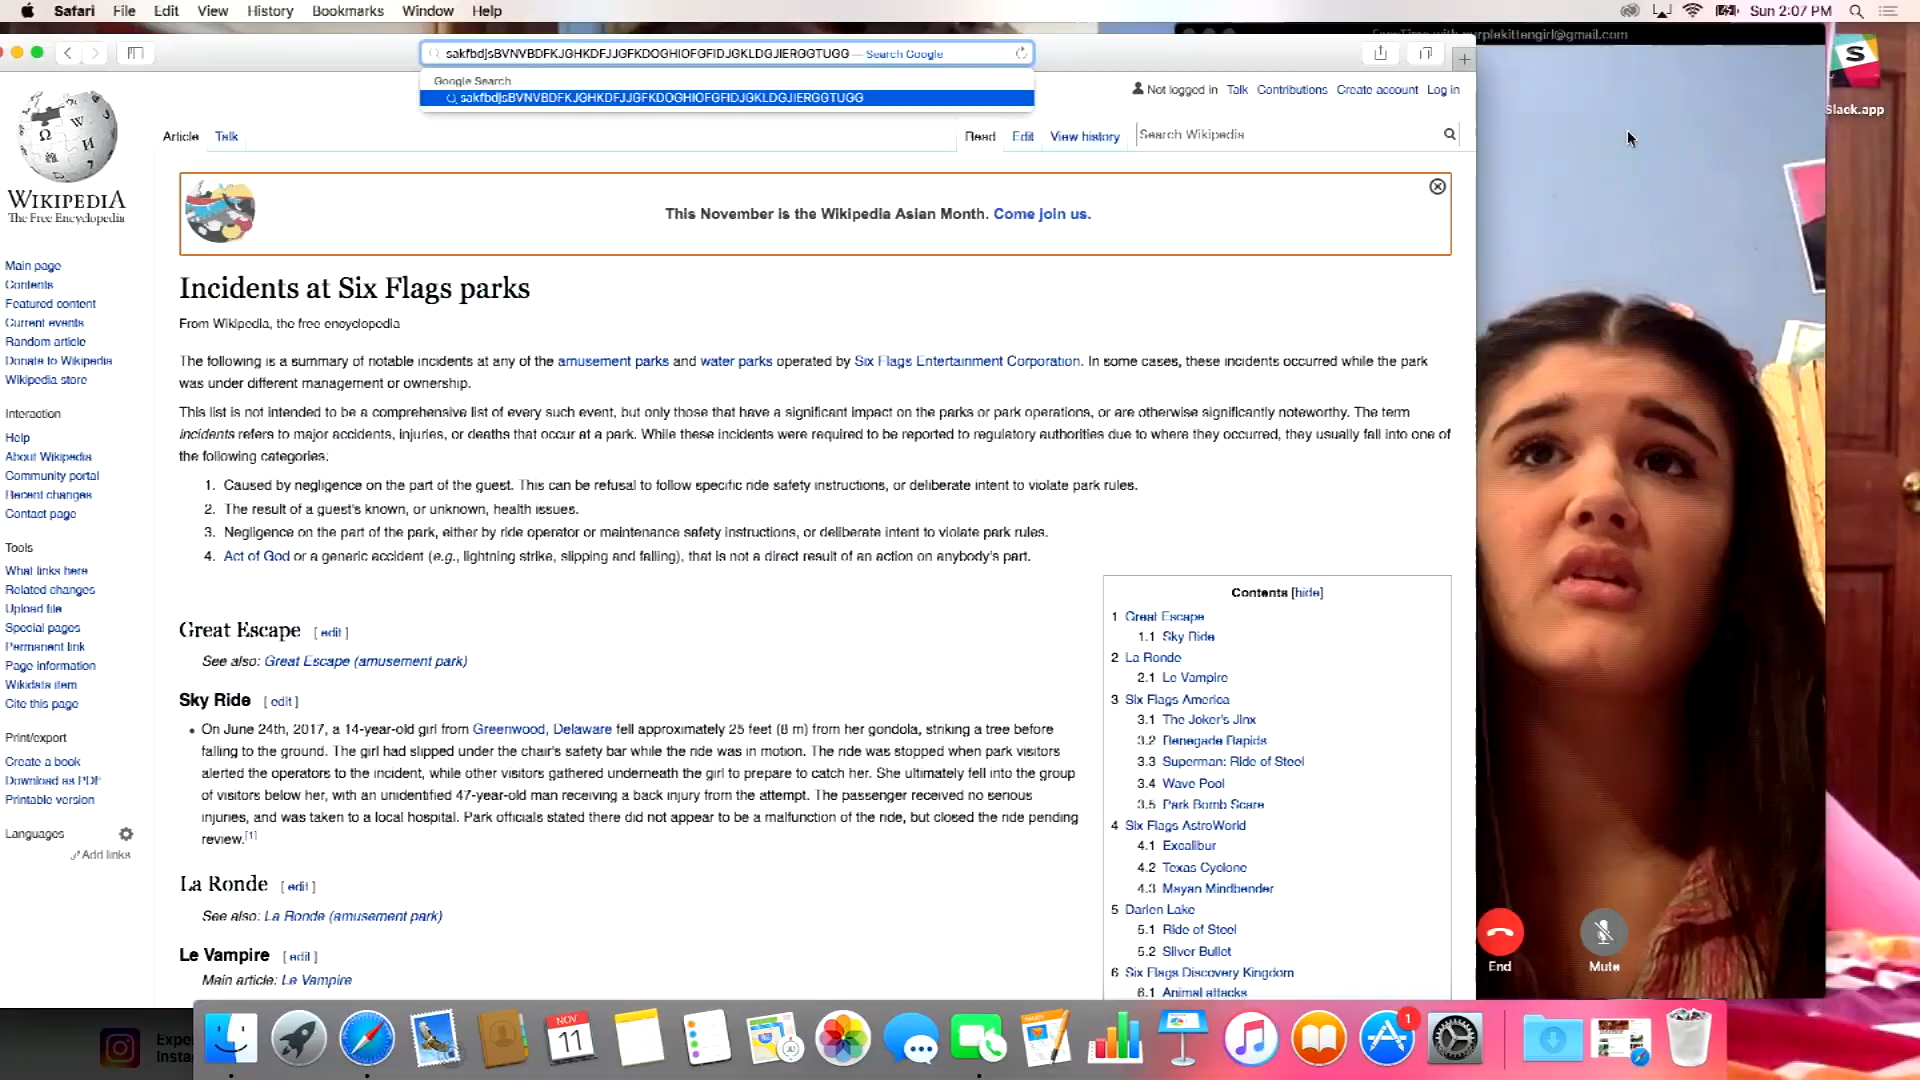 Safari File Edit View History Bookmarks Window Help Sun 2:07 PM
purplekittengirl@gmail.com
sakfbdjsBVNVBDFKJGHKDFJJGFKDOGHIOFGFIDJGKLDGJIERGGTUGG — Search Google
Google Search
sakfbdjsBVNVBDFKJGHKDFJJGFKDOGHIOFGFIDJGKLDGJIERGGTUGG
Not logged in Talk Contributions Create account Log in
Slack.app
Article Talk Read Edit View history Search Wikipedia
WIKIPEDIA
The Free Encyclopedia
This November is the Wikipedia Asian Month. Come join us.
Main page
Contents
Featured content
Current events
Random article
Donate to Wikipedia
Wikipedia store
Interaction
Help
About Wikipedia
Community portal
Recent changes
Contact page
Tools
What links here
Related changes
Upload file
Special pages
Permanent link
Page information
Wikidata item
Cite this page
Print/export
Create a book
Download as PDF
Printable version
Languages
Add links
Incidents at Six Flags parks
From Wikipedia, the free encyclopedia
The following is a summary of notable incidents at any of the amusement parks and water parks operated by Six Flags Entertainment Corporation. In some cases, these incidents occurred while the park
was under different management or ownership.
This list is not intended to be a comprehensive list of every such event, but only those that have a significant impact on the parks or park operations, or are otherwise significantly noteworthy. The term
incidents refers to major accidents, injuries, or deaths that occur at a park. While these incidents were required to be reported to regulatory authorities due to where they occurred, they usually fall into one of
the following categories:
1. Caused by negligence on the part of the guest. This can be refusal to follow specific ride safety instructions, or deliberate intent to violate park rules.
2. The result of a guest's known, or unknown, health issues.
3. Negligence on the part of the park, either by ride operator or maintenance safety instructions, or deliberate intent to violate park rules.
4. Act of God or a generic accident (e.g., lightning strike, slipping and falling), that is not a direct result of an action on anybody's part.
Great Escape [ edit ]
See also: Great Escape (amusement park)
Sky Ride [ edit ]
• On June 24th, 2017, a 14-year-old girl from Greenwood, Delaware fell approximately 25 feet (8 m) from her gondola, striking a tree before
falling to the ground. The girl had slipped under the chair's safety bar while the ride was in motion. The ride was stopped when park visitors
alerted the operators to the incident, while other visitors gathered underneath the girl to prepare to catch her. She ultimately fell into the group
of visitors below her, with an unidentified 47-year-old man receiving a back injury from the attempt. The passenger received no serious
injuries, and was taken to a local hospital. Park officials stated there did not appear to be a malfunction of the ride, but closed the ride pending
review.[1]
La Ronde [ edit ]
See also: La Ronde (amusement park)
Le Vampire [ edit ]
Main article: Le Vampire
Contents [hide]
1 Great Escape
1.1 Sky Ride
2 La Ronde
2.1 Le Vampire
3 Six Flags America
3.1 The Joker's Jinx
3.2 Renegade Rapids
3.3 Superman: Ride of Steel
3.4 Wave Pool
3.5 Park Bomb Scare
4 Six Flags AstroWorld
4.1 Excalibur
4.2 Texas Cyclone
4.3 Mayan Mindbender
5 Darien Lake
5.1 Ride of Steel
5.2 Silver Bullet
6 Six Flags Discovery Kingdom
6.1 Animal attacks
End Mute
NOV
11
1